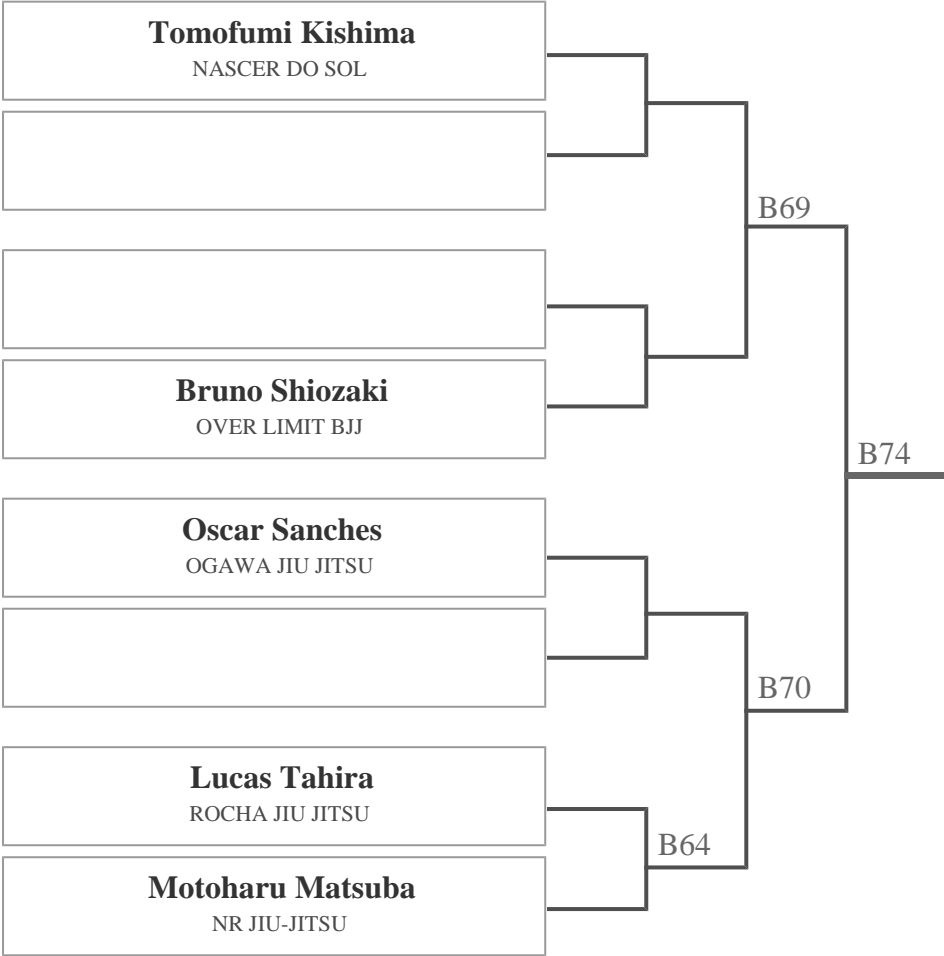 Tomofumi Kishima
NASCER DO SOL
B69
Bruno Shiozaki
OVER LIMIT BJJ
B74
Oscar Sanches
OGAWA JIU JITSU
B70
Lucas Tahira
ROCHA JIU JITSU
B64
Motoharu Matsuba
NR JIU-JITSU